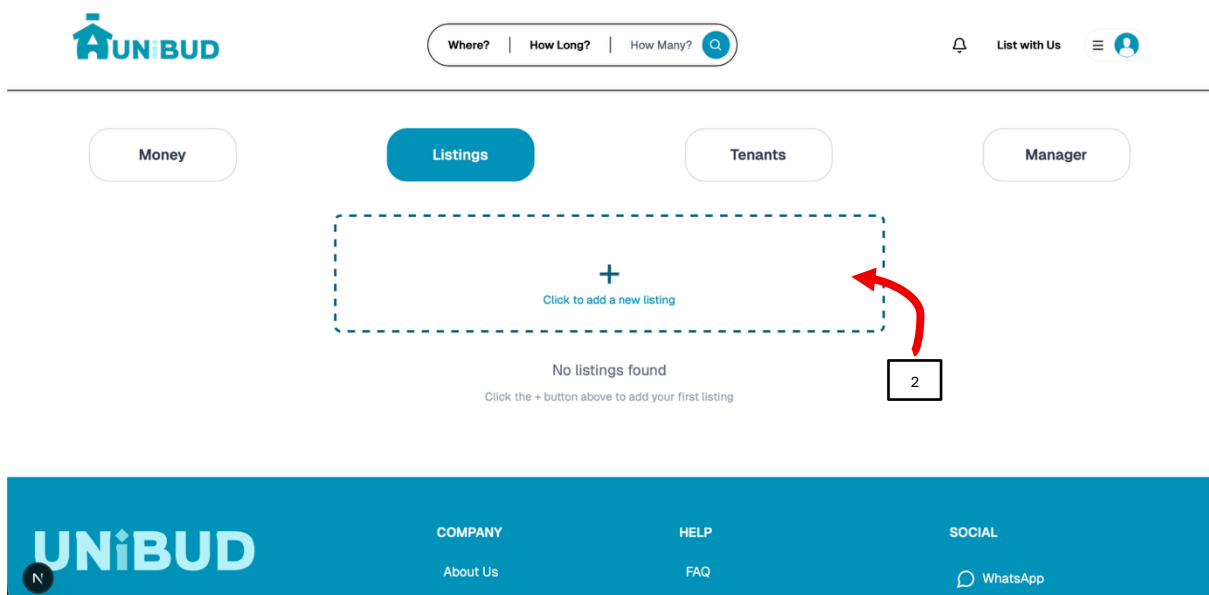 UNiBUD
Where? How Long? How Many?
List with Us
Money
Listings
Tenants
Manager
+
Click to add a new listing
No listings found
Click the + button above to add your first listing
2
UNiBUD
N
COMPANY
About Us
HELP
FAQ
SOCIAL
WhatsApp